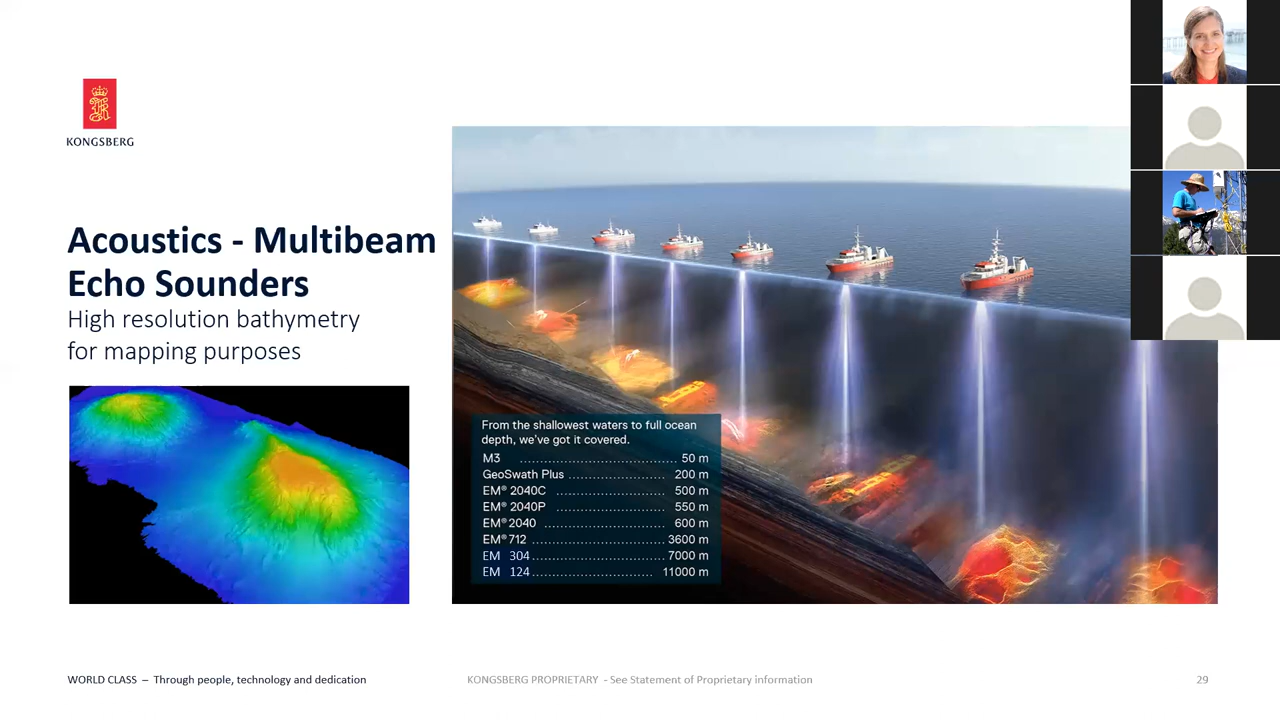 KONGSBERG
Acoustics - Multibeam
Echo Sounders
High resolution bathymetry
for mapping purposes
From the shallowest waters to full ocean
depth, we've got it covered.
M3 ........................................ 50 m
GeoSwath Plus ........................ 200 m
EM® 2040C ........................... 500 m
EM® 2040P ........................... 550 m
EM® 2040 .............................. 600 m
EM® 712 ................................. 3600 m
EM 304 ................................. 7000 m
EM 124 .............................. 11000 m
WORLD CLASS – Through people, technology and dedication
KONGSBERG PROPRIETARY - See Statement of Proprietary information
29